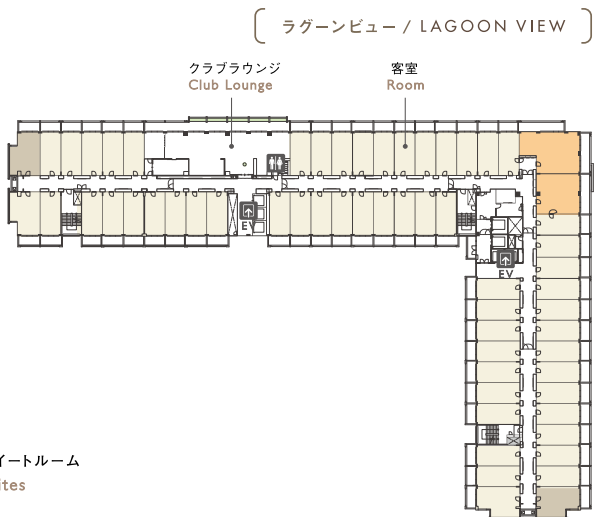 ラグーンビュー / LAGOON VIEW
クラブラウンジ
Club Lounge
客室
Room
EV
EV
イートルーム
ites